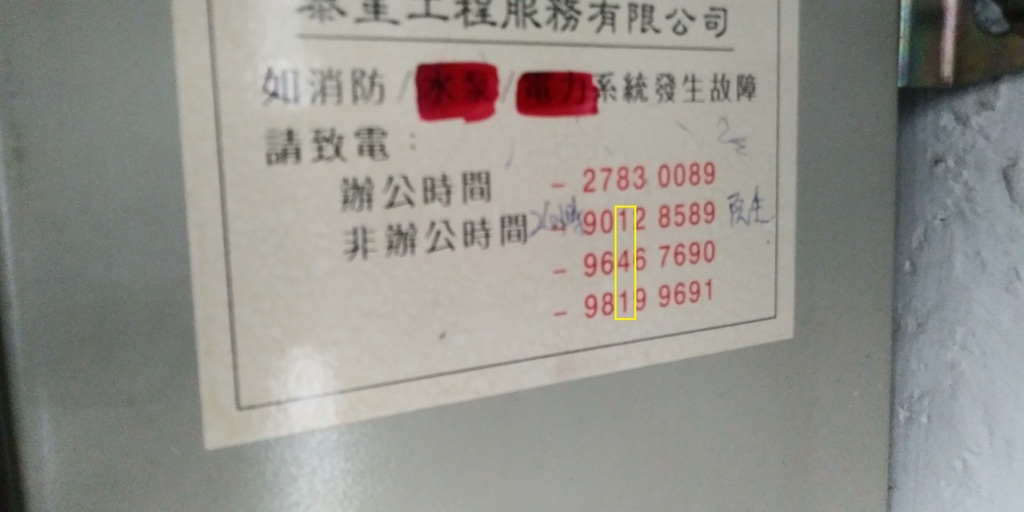 泰星工程服務有限公司
如消防/水泵/電力系統發生故障
請致電：
辦公時間 - 2783 0089
非辦公時間 - 9012 8589
- 9646 7690
- 9819 9691